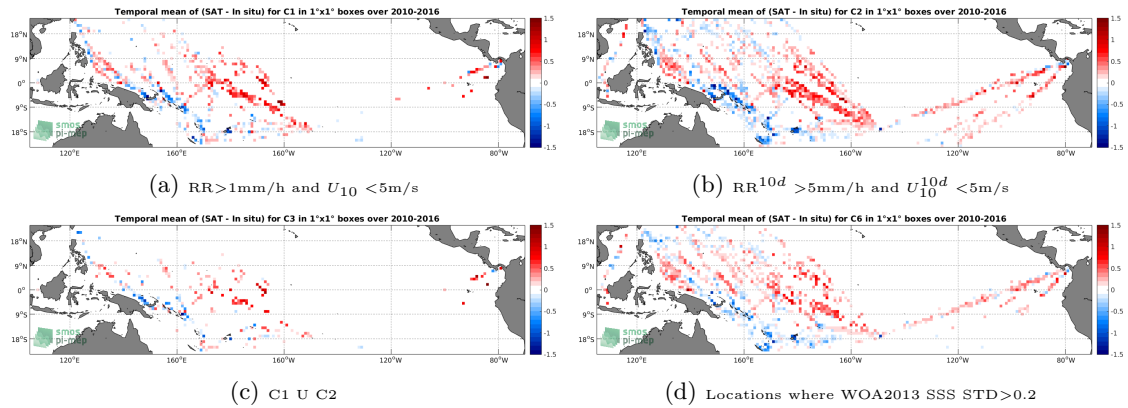 Temporal mean of (SAT - In situ) for C1 in 1°x1° boxes over 2010-2016
18°N
9°N
0°
9°S
18°S
120°E 160°E 160°W 120°W 80°W
1.5
1
0.5
0
-0.5
-1
-1.5
smos
pi-mep
(a) RR>1mm/h and U10 <5m/s
Temporal mean of (SAT - In situ) for C2 in 1°x1° boxes over 2010-2016
18°N
9°N
0°
9°S
18°S
120°E 160°E 160°W 120°W 80°W
1.5
1
0.5
0
-0.5
-1
-1.5
smos
pi-mep
(b) RR^10d >5mm/h and U10^10d <5m/s
Temporal mean of (SAT - In situ) for C3 in 1°x1° boxes over 2010-2016
18°N
9°N
0°
9°S
18°S
120°E 160°E 160°W 120°W 80°W
1.5
1
0.5
0
-0.5
-1
-1.5
smos
pi-mep
(c) C1 U C2
Temporal mean of (SAT - In situ) for C6 in 1°x1° boxes over 2010-2016
18°N
9°N
0°
9°S
18°S
120°E 160°E 160°W 120°W 80°W
1.5
1
0.5
0
-0.5
-1
-1.5
smos
pi-mep
(d) Locations where WOA2013 SSS STD>0.2